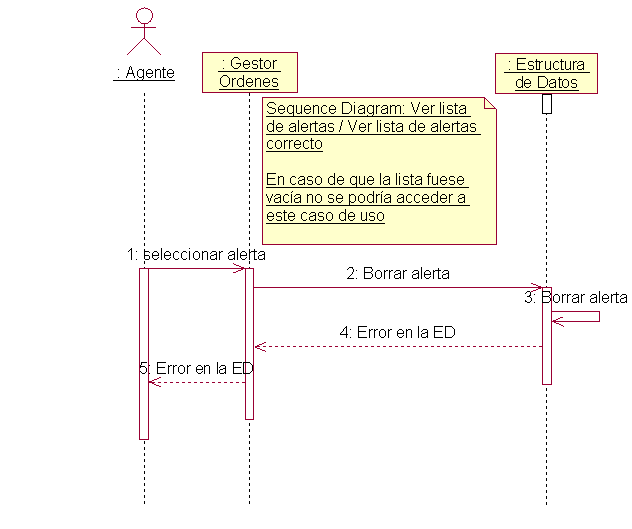 : Agente
: Gestor
Ordenes
: Estructura
de Datos
Sequence Diagram: Ver lista
de alertas / Ver lista de alertas
correcto
En caso de que la lista fuese
vacía no se podría acceder a
este caso de uso
1: seleccionar alerta
2: Borrar alerta
3: Borrar alerta
4: Error en la ED
5: Error en la ED